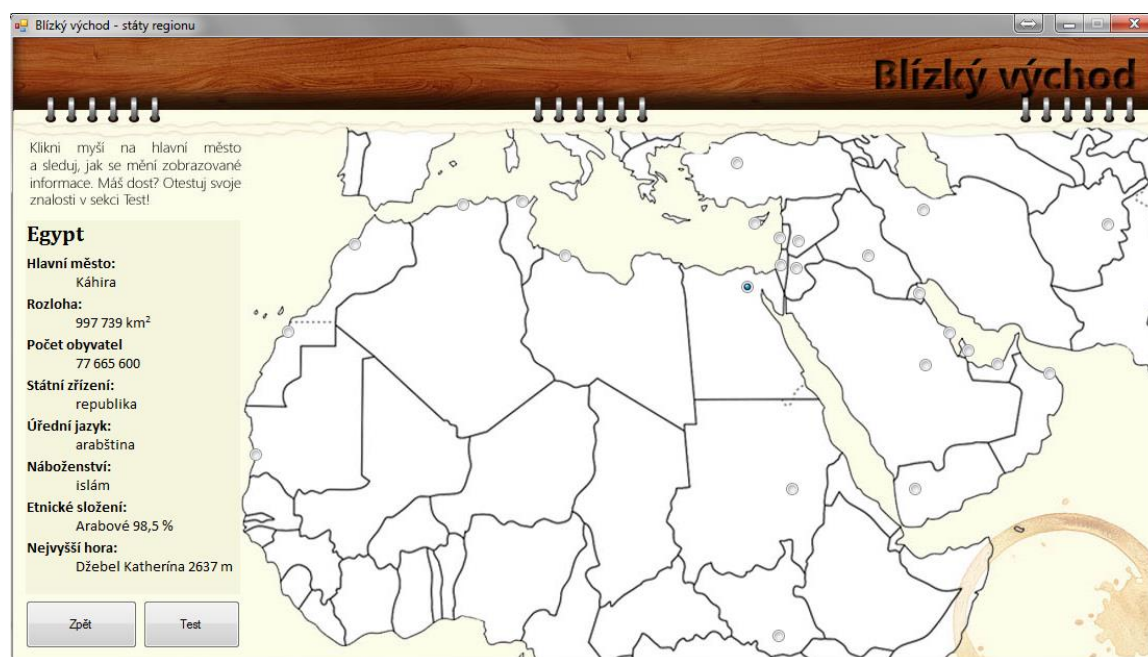 Blízký východ - státy regionu
Blízký východ
Klikni myší na hlavní město
a sleduj, jak se mění zobrazované
informace. Máš dost? Otestuj svoje
znalosti v sekci Test!
Egypt
Hlavní město:
Káhira
Rozloha:
997 739 km²
Počet obyvatel
77 665 600
Státní zřízení:
republika
Úřední jazyk:
arabština
Náboženství:
islám
Etnické složení:
Arabové 98,5 %
Nejvyšší hora:
Džebel Katherína 2637 m
Zpět
Test